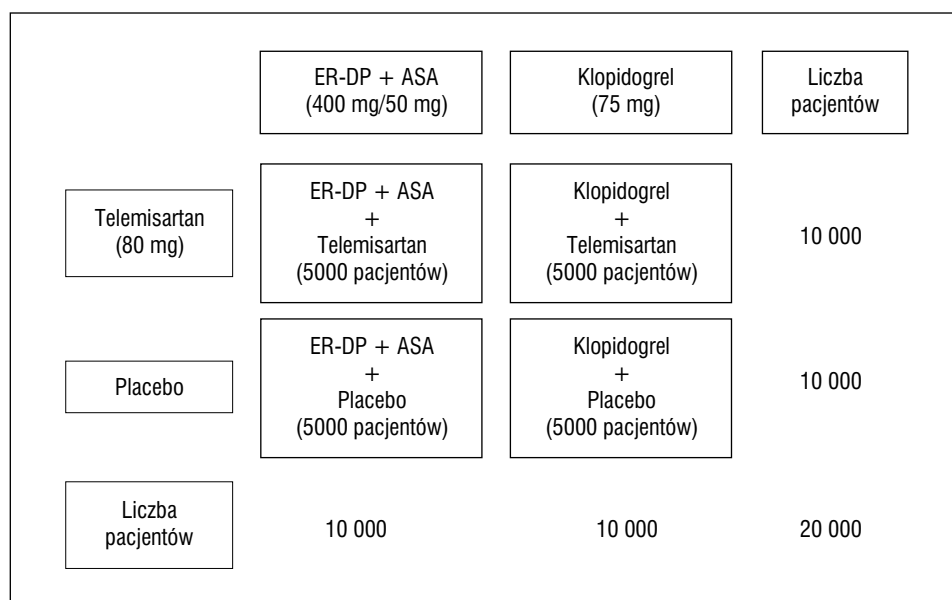 ER-DP + ASA
(400 mg/50 mg)
Klopidogrel
(75 mg)
Liczba
pacjentów
Telemisartan
(80 mg)
ER-DP + ASA
+
Telemisartan
(5000 pacjentów)
Klopidogrel
+
Telemisartan
(5000 pacjentów)
10 000
Placebo
ER-DP + ASA
+
Placebo
(5000 pacjentów)
Klopidogrel
+
Placebo
(5000 pacjentów)
10 000
Liczba
pacjentów
10 000
10 000
20 000